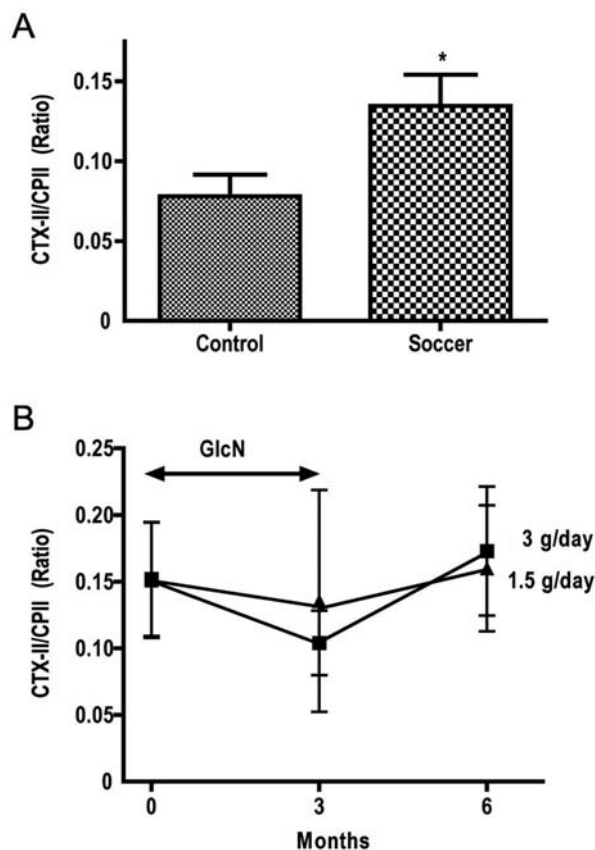 A
CTX-II/CPII (Ratio)
0.15
0.10
0.05
0
*
Control Soccer
B
CTX-II/CPII (Ratio)
0.25
0.20
0.15
0.10
0.05
0
GlcN
3 g/day
1.5 g/day
0 3 6
Months